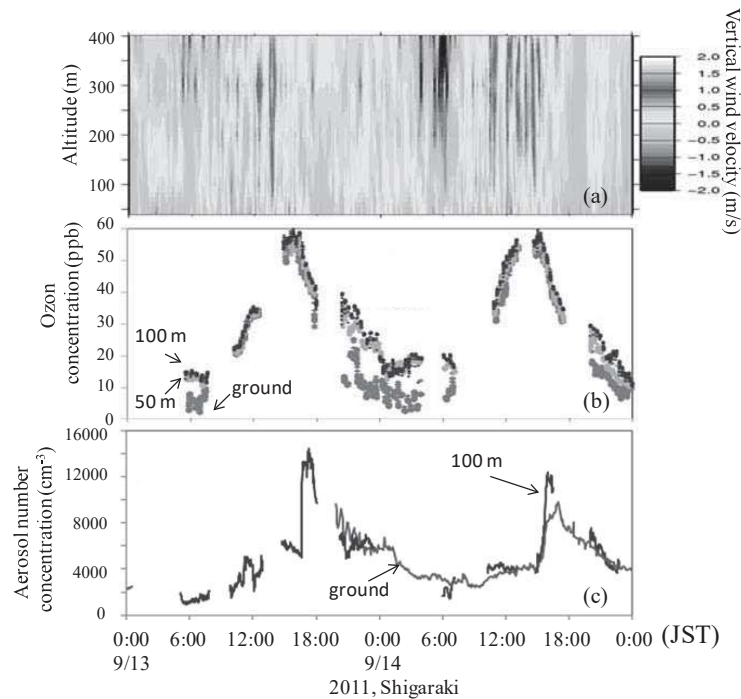 400
300
200
100
Altitude (m)
(a)
2.0
1.5
1.0
0.5
0.0
−0.5
−1.0
−1.5
−2.0
Vertical wind velocity (m/s)
60
50
40
30
20
10
0
Ozon
concentration (ppb)
100 m
50 m
ground
(b)
16000
12000
8000
4000
0
Aerosol number
concentration (cm-3)
100 m
ground
(c)
0:00 6:00 12:00 18:00 0:00 6:00 12:00 18:00 0:00 (JST)
9/13 9/14
2011, Shigaraki